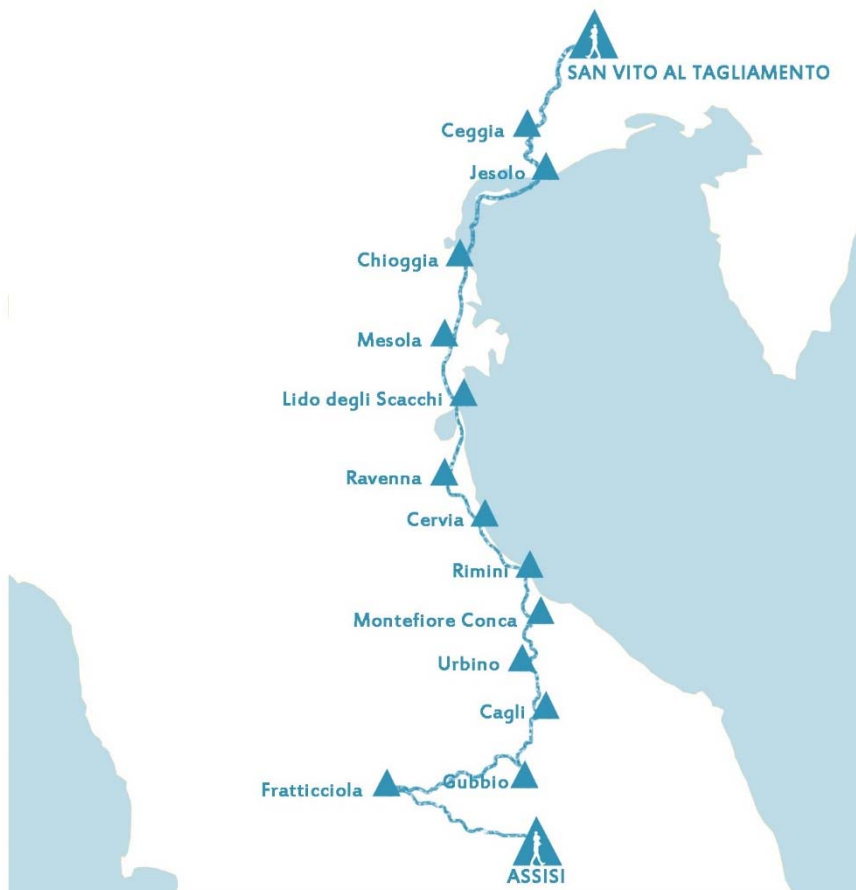 SAN VITO AL TAGLIAMENTO
Ceggia
Jesolo
Chioggia
Mesola
Lido degli Scacchi
Ravenna
Cervia
Rimini
Montefiore Conca
Urbino
Cagli
Gubbio
Fratticciola
ASSISI